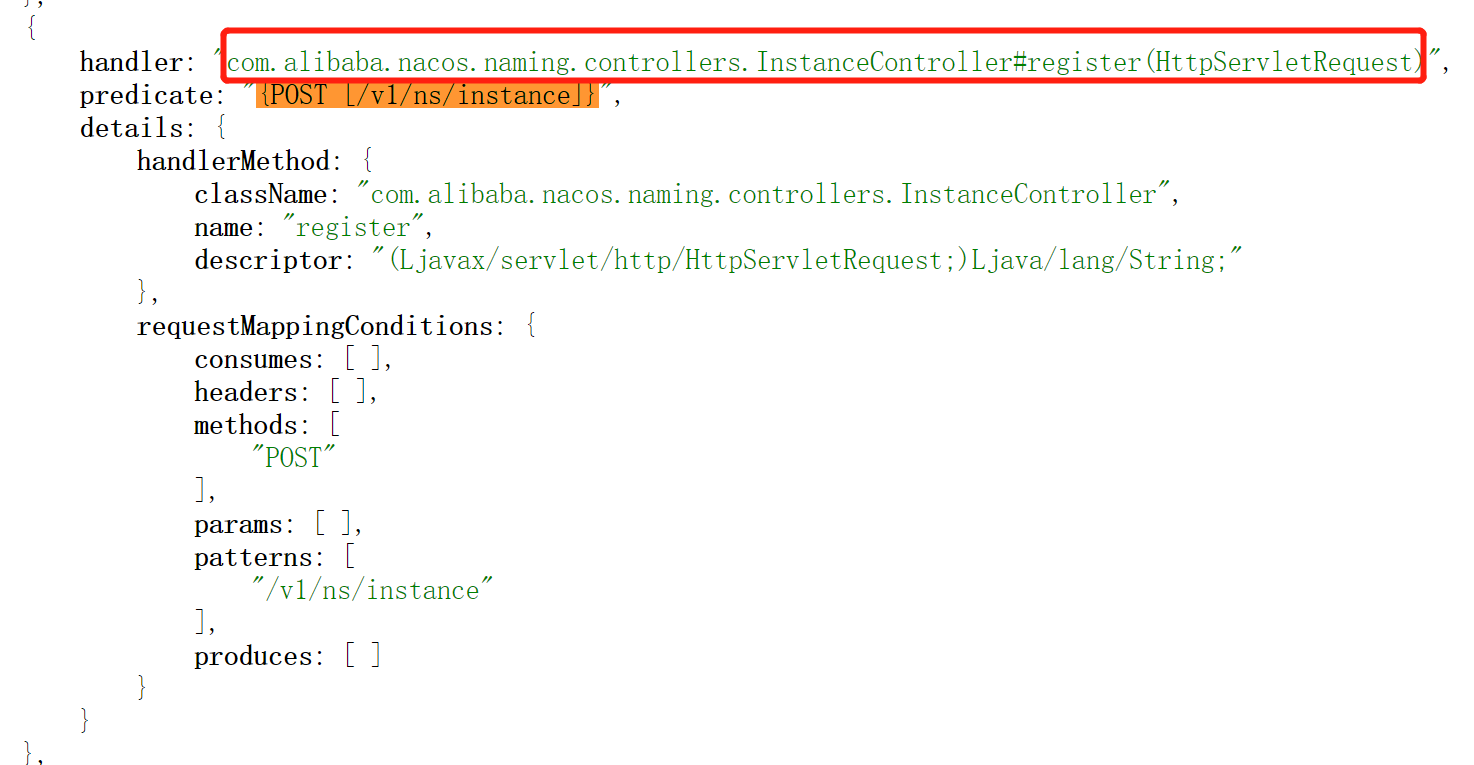 },
{
handler: "com.alibaba.nacos.naming.controllers.InstanceController#register(HttpServletRequest)",
predicate: "{POST [/v1/ns/instance]}",
details: {
handlerMethod: {
className: "com.alibaba.nacos.naming.controllers.InstanceController",
name: "register",
descriptor: "(Ljavax/servlet/http/HttpServletRequest;)Ljava/lang/String;"
},
requestMappingConditions: {
consumes: [ ],
headers: [ ],
methods: [
"POST"
],
params: [ ],
patterns: [
"/v1/ns/instance"
],
produces: [ ]
}
}
},